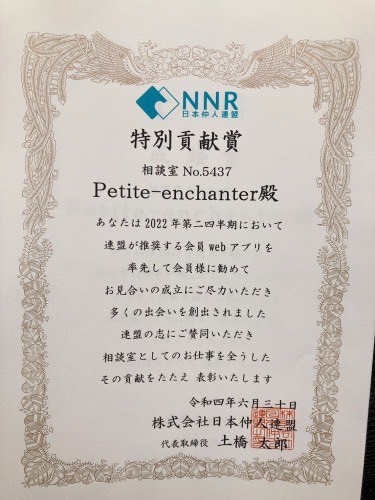 NNR
日本仲人連盟
特別貢献賞
相談室 No.5437
Petite-enchanter殿
あなたは 2022 年第二四半期において
連盟が推奨する会員 web アプリを
率先して会員様に勧めて
お見合いの成立にご尽力いただき
多くの出会いを創出されました
連盟の志にご賛同いただき
相談室としてのお仕事を全うした
その貢献をたたえ 表彰いたします
令和四年六月三十日
株式会社日本仲人連盟
代表取締役 土橋 太郎